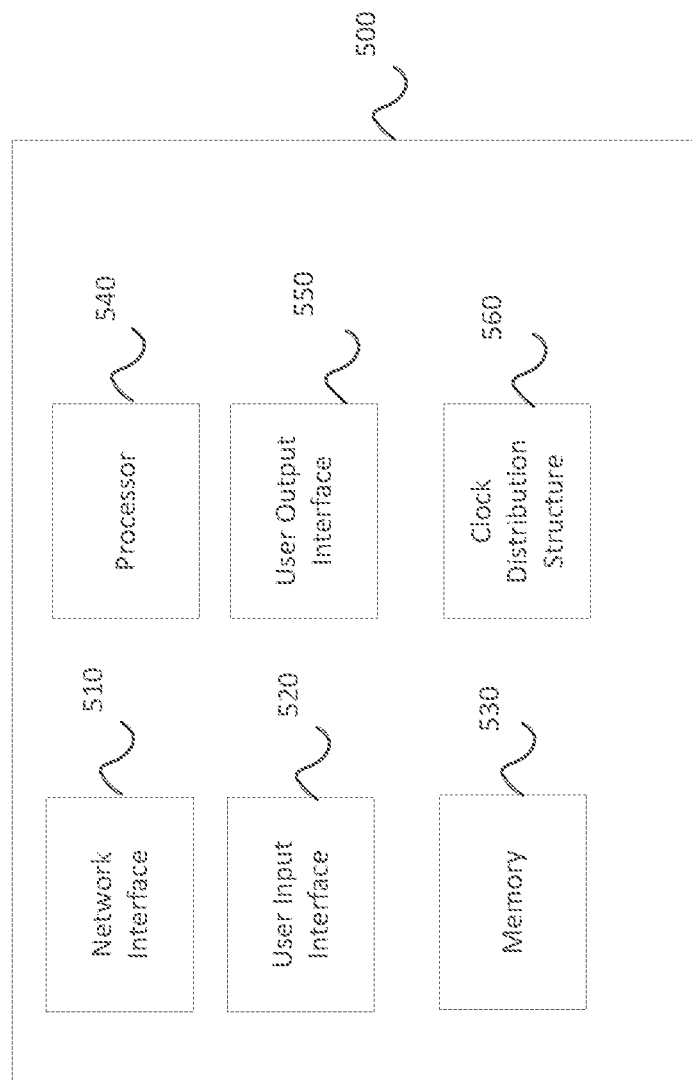 500
Network
Interface
510
Processor
540
User Input
Interface
520
User Output
Interface
550
Memory
530
Clock
Distribution
Structure
560